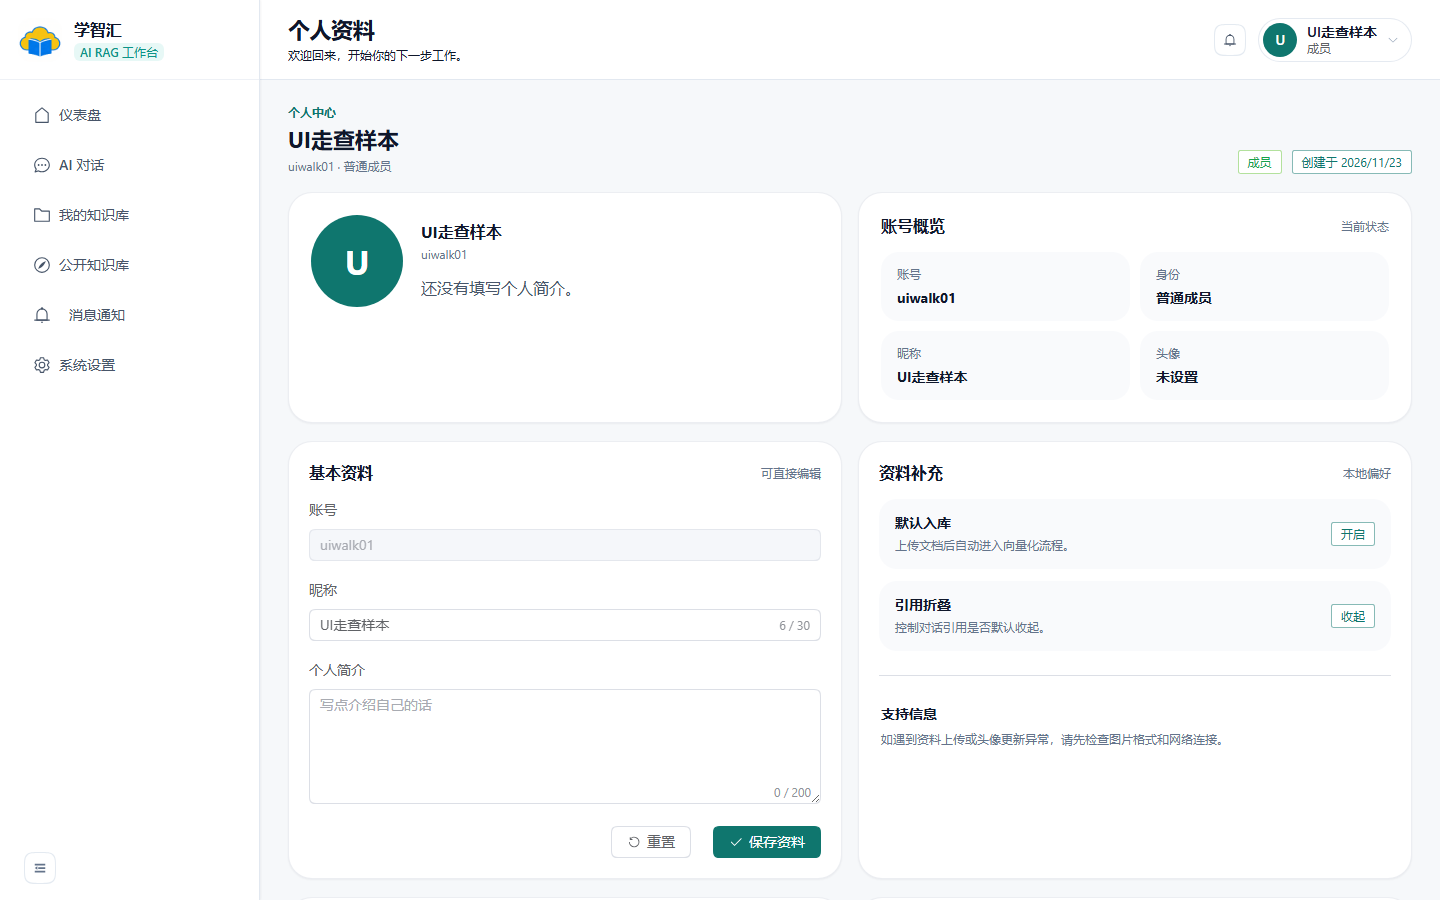 学智汇
AI RAG 工作台
仪表盘
AI 对话
我的知识库
公开知识库
消息通知
系统设置
个人资料
欢迎回来，开始你的下一步工作。
U
UI走查样本
成员
个人中心
UI走查样本
uiwalk01 · 普通成员
成员
创建于 2026/11/23
U
UI走查样本
uiwalk01
还没有填写个人简介。
账号概览
当前状态
账号
uiwalk01
身份
普通成员
昵称
UI走查样本
头像
未设置
基本资料
可直接编辑
账号
uiwalk01
昵称
UI走查样本
6 / 30
个人简介
写点介绍自己的话
0 / 200
重置
保存资料
资料补充
本地偏好
默认入库
上传文档后自动进入向量化流程。
开启
引用折叠
控制对话引用是否默认收起。
收起
支持信息
如遇到资料上传或头像更新异常，请先检查图片格式和网络连接。